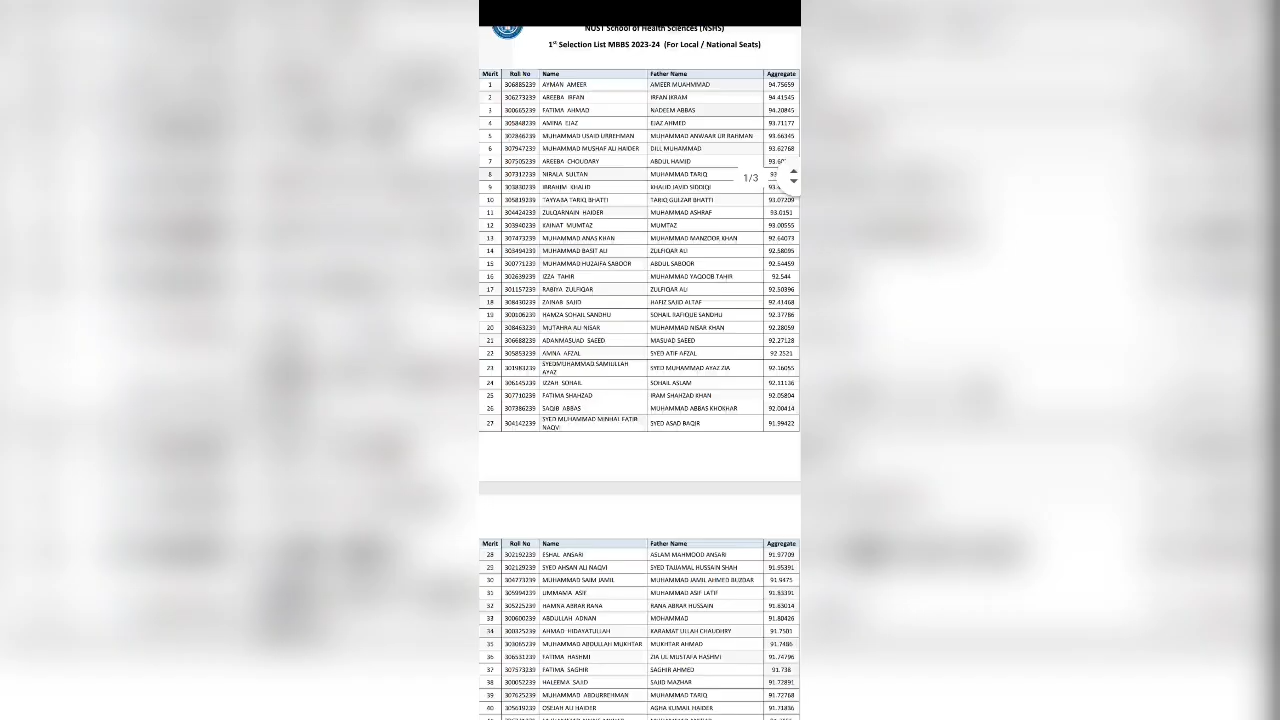 NUST School of Health Sciences (NSHS)
1st Selection List MBBS 2023-24 (For Local / National Seats)
Merit Roll No Name Father Name Aggregate
1 306885239 AYMAN AMEER AMEER MUAHMMAD 94.75659
2 306273239 AREEBA IRFAN IRFAN IKRAM 94.41545
3 300665239 FATIMA AHMAD NADEEM ABBAS 94.20845
4 305848239 AMINA EJAZ EJAZ AHMED 93.71177
5 302846239 MUHAMMAD USAID URREHMAN MUHAMMAD ANWAAR UR RAHMAN 93.66345
6 307947239 MUHAMMAD MUSHAF ALI HAIDER DILL MUHAMMAD 93.62768
7 307505239 AREEBA CHOUDARY ABDUL HAMID 93.60
8 307312239 NIRALA SULTAN MUHAMMAD TARIQ 93
1/3
9 303830239 IBRAHIM KHALID KHALID JAVID SIDDIQI 93.4
10 305819239 TAYYABA TARIQ BHATTI TARIQ GULZAR BHATTI 93.07209
11 304424239 ZULQARNAIN HAIDER MUHAMMAD ASHRAF 93.0151
12 303940239 KAINAT MUMTAZ MUMTAZ 93.00555
13 307473239 MUHAMMAD ANAS KHAN MUHAMMAD MANZOOR KHAN 92.64073
14 303494239 MUHAMMAD BASIT ALI ZULFIQAR ALI 92.58095
15 300771239 MUHAMMAD HUZAIFA SABOOR ABDUL SABOOR 92.54459
16 302639239 IZZA TAHIR MUHAMMAD YAQOOB TAHIR 92.544
17 301157239 RABIYA ZULFIQAR ZULFIQAR ALI 92.50396
18 308430239 ZAINAB SAJID HAFIZ SAJID ALTAF 92.41468
19 300106239 HAMZA SOHAIL SANDHU SOHAIL RAFIQUE SANDHU 92.37786
20 308463239 MUTAHRA ALI NISAR MUHAMMAD NISAR KHAN 92.28059
21 306688239 ADANMASUAD SAEED MASUAD SAEED 92.27128
22 305853239 AMNA AFZAL SYED ATIF AFZAL 92.2521
23 301983239 SYEDMUHAMMAD SAMIULLAH AYAZ SYED MUHAMMAD AYAZ ZIA 92.16055
24 306145239 IZZAH SOHAIL SOHAIL ASLAM 92.11136
25 307710239 FATIMA SHAHZAD IRAM SHAHZAD KHAN 92.05804
26 307386239 SAQIB ABBAS MUHAMMAD ABBAS KHOKHAR 92.00414
27 304142239 SYED MUHAMMAD MINHAL FATIR NAQVI SYED ASAD BAQIR 91.99422
Merit Roll No Name Father Name Aggregate
28 302192239 ESHAL ANSARI ASLAM MAHMOOD ANSARI 91.97709
29 302129239 SYED AHSAN ALI NAQVI SYED TAJJAMAL HUSSAIN SHAH 91.95391
30 304773239 MUHAMMAD SAIM JAMIL MUHAMMAD JAMIL AHMED BUZDAR 91.9475
31 305994239 UMMAMA ASIF MUHAMMAD ASIF LATIF 91.83391
32 305225239 HAMNA ABRAR RANA RANA ABRAR HUSSAIN 91.83014
33 300600239 ABDULLAH ADNAN MOHAMMAD 91.80426
34 300325239 AHMAD HIDAYATULLAH KARAMAT ULLAH CHAUDHRY 91.7501
35 303065239 MUHAMMAD ABDULLAH MUKHTAR MUKHTAR AHMAD 91.7486
36 306531239 FATIMA HASHMI ZIA UL MUSTAFA HASHMI 91.74796
37 307573239 FATIMA SAGHIR SAGHIR AHMED 91.738
38 300052239 HALEEMA SAJID SAJID MAZHAR 91.72891
39 307625239 MUHAMMAD ABDURREHMAN MUHAMMAD TARIQ 91.72768
40 305619239 OSEJAH ALI HAIDER AGHA KUMAIL HAIDER 91.71836